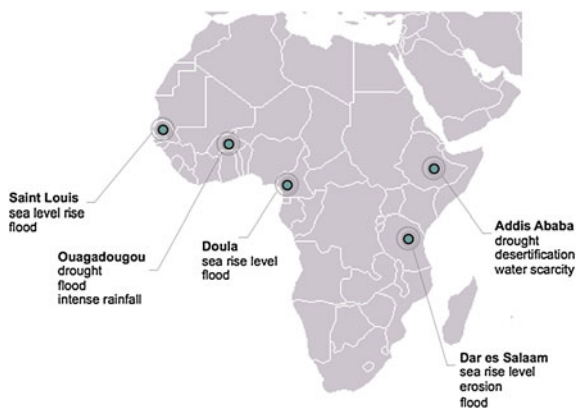 Saint Louis
sea level rise
flood
Ouagadougou
drought
flood
intense rainfall
Doula
sea rise level
flood
Addis Ababa
drought
desertification
water scarcity
Dar es Salaam
sea rise level
erosion
flood